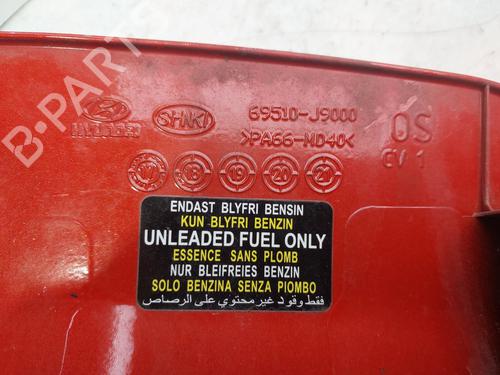 B-PARTS
HYUNDAI SHIKI 69510-J9000 OS
>PA66-MD40< CV 1
17 18 19 20 21
ENDAST BLYFRI BENSIN
KUN BLYFRI BENZIN
UNLEADED FUEL ONLY
ESSENCE SANS PLOMB
NUR BLEIFREIES BENZIN
SOLO BENZINA SENZA PIOMBO
فقط وقود غير محتوي على الرصاص